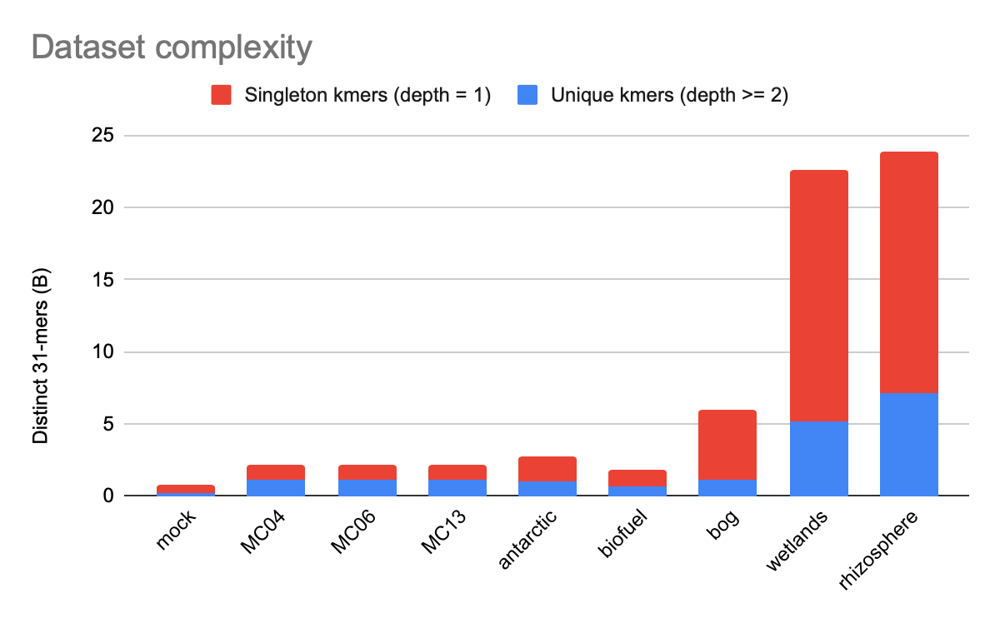 Dataset complexity
Singleton kmers (depth = 1)
Unique kmers (depth >= 2)
Distinct 31-mers (B)
25
20
15
10
5
0
mock
MC04
MC06
MC13
antarctic
biofuel
bog
wetlands
rhizosphere